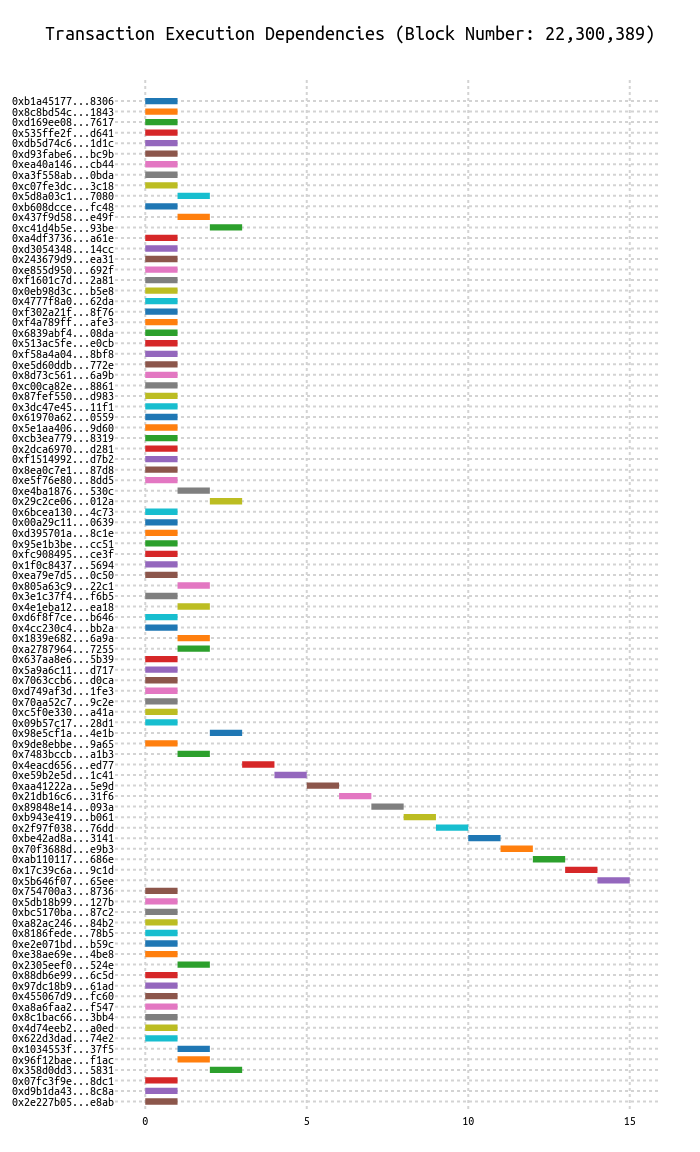 Transaction Execution Dependencies (Block Number: 22,300,389)
0xb1a45177...8306
0x8c8bd54c...1843
0xd169ee08...7617
0x535ffe2f...d641
0xdb5d74c6...1d1c
0xd93fabe6...bc9b
0xea40a146...cb44
0xa3f558ab...0bda
0xc07fe3dc...3c18
0x5d8a03c1...7080
0xb608dcce...fc48
0x437f9d58...e49f
0xc41d4b5e...93be
0xa4df3736...a61e
0xd3054348...14cc
0x243679d9...ea31
0xe855d950...692f
0xf1601c7d...2a81
0x0eb98d3c...b5e8
0x4777f8a0...62da
0xf302a21f...8f76
0xf4a789ff...afe3
0x6839abf4...08da
0x513ac5fe...e0cb
0xf58a4a04...8bf8
0xe5d60ddb...772e
0x8d73c561...6a9b
0xc00ca82e...8861
0x87fef550...d983
0x3dc47e45...11f1
0x61970a62...0559
0x5e1aa406...9d60
0xcb3ea779...8319
0x2dca6970...d281
0xf1514992...d7b2
0x8ea0c7e1...87d8
0xe5f76e80...8dd5
0xe4ba1876...530c
0x29c2ce06...012a
0x6bcea130...4c73
0x00a29c11...0639
0xd395701a...8c1e
0x95e1b3be...cc51
0xfc908495...ce3f
0x1f0c8437...5694
0xea79e7d5...0c50
0x805a63c9...22c1
0x3e1c37f4...f6b5
0x4e1eba12...ea18
0xd6f8f7ce...b646
0x4cc230c4...bb2a
0x1839e682...6a9a
0xa2787964...7255
0x637aa8e6...5b39
0x5a9a6c11...d717
0x7063ccb6...d0ca
0xd749af3d...1fe3
0x70aa52c7...9c2e
0xc5f0e330...a41a
0x09b57c17...28d1
0x98e5cf1a...4e1b
0x9de8ebbe...9a65
0x7483bccb...a1b3
0x4eacd656...ed77
0xe59b2e5d...1c41
0xaa41222a...5e9d
0x21db16c6...31f6
0x89848e14...093a
0xb943e419...b061
0x2f97f038...76dd
0xbe42ad8a...3141
0x70f3688d...e9b3
0xab110117...686e
0x17c39c6a...9c1d
0x5b646f07...65ee
0x754700a3...8736
0x5db18b99...127b
0xbc5170ba...87c2
0xa82ac246...84b2
0x8186fede...78b5
0xe2e071bd...b59c
0xe38ae69e...4be8
0x2305eef0...524e
0x88db6e99...6c5d
0x97dc18b9...61ad
0x455067d9...fc60
0xa8a6faa2...f547
0x8c1bac66...3bb4
0x4d74eeb2...a0ed
0x622d3dad...74e2
0x1034553f...37f5
0x96f12bae...f1ac
0x358d0dd3...5831
0x07fc3f9e...8dc1
0xd9b1da43...8c8a
0x2e227b05...e8ab
0 5 10 15